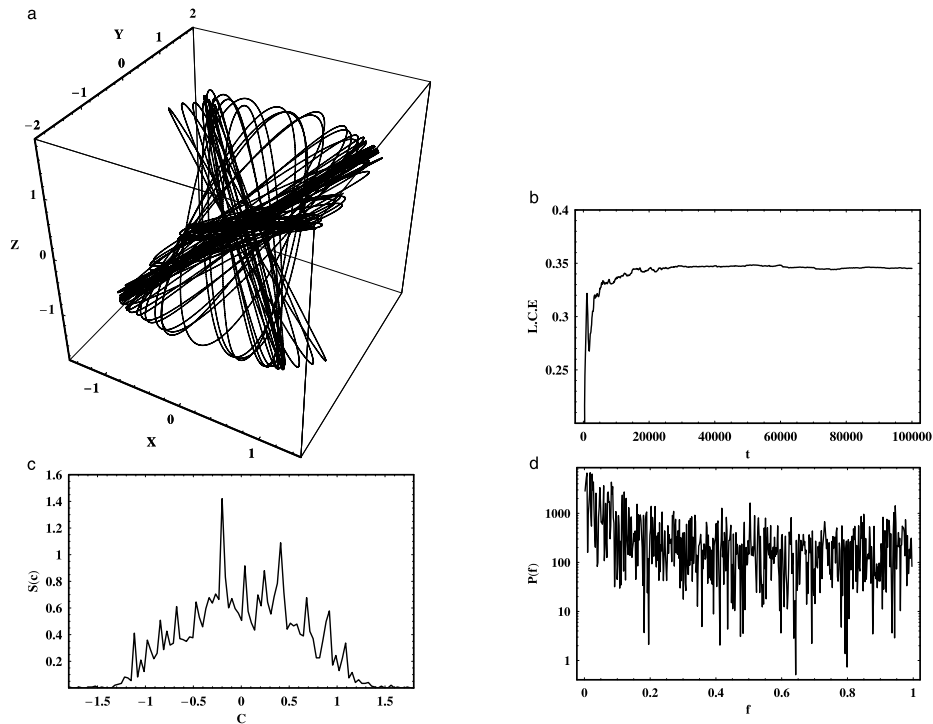 a
2
Y
1
0
−1
−2
1
Z
0
−1
−1
0
X
1
b
0.4
0.35
L.C.E
0.3
0.25
0 20000 40000 60000 80000 100000
t
c
1.6
1.4
1.2
1
S(c)
0.8
0.6
0.4
0.2
−1.5 −1 −0.5 0 0.5 1 1.5
C
d
1000
100
P(f)
10
1
0 0.2 0.4 0.6 0.8 1
f